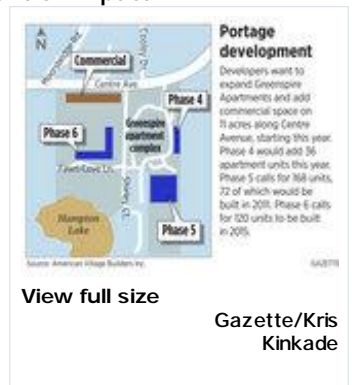 Portage
development
Developers want to
expand Greenspire
Apartments and add
commercial space on
11 acres along Centre
Avenue, starting this year.
Phase 4 would add 36
apartment units this year.
Phase 5 calls for 168 units,
72 of which would be
built in 2011. Phase 6 calls
for 120 units to be built
in 2015.
N
Cooley Dr.
Commercial
Centre Ave.
Phase 4
Phase 6
Greenspire
apartment
complex
Hampton
Lake
Phase 5
Source: American Village Builders Inc.
GAZETTE
View full size
Gazette/Kris
Kinkade